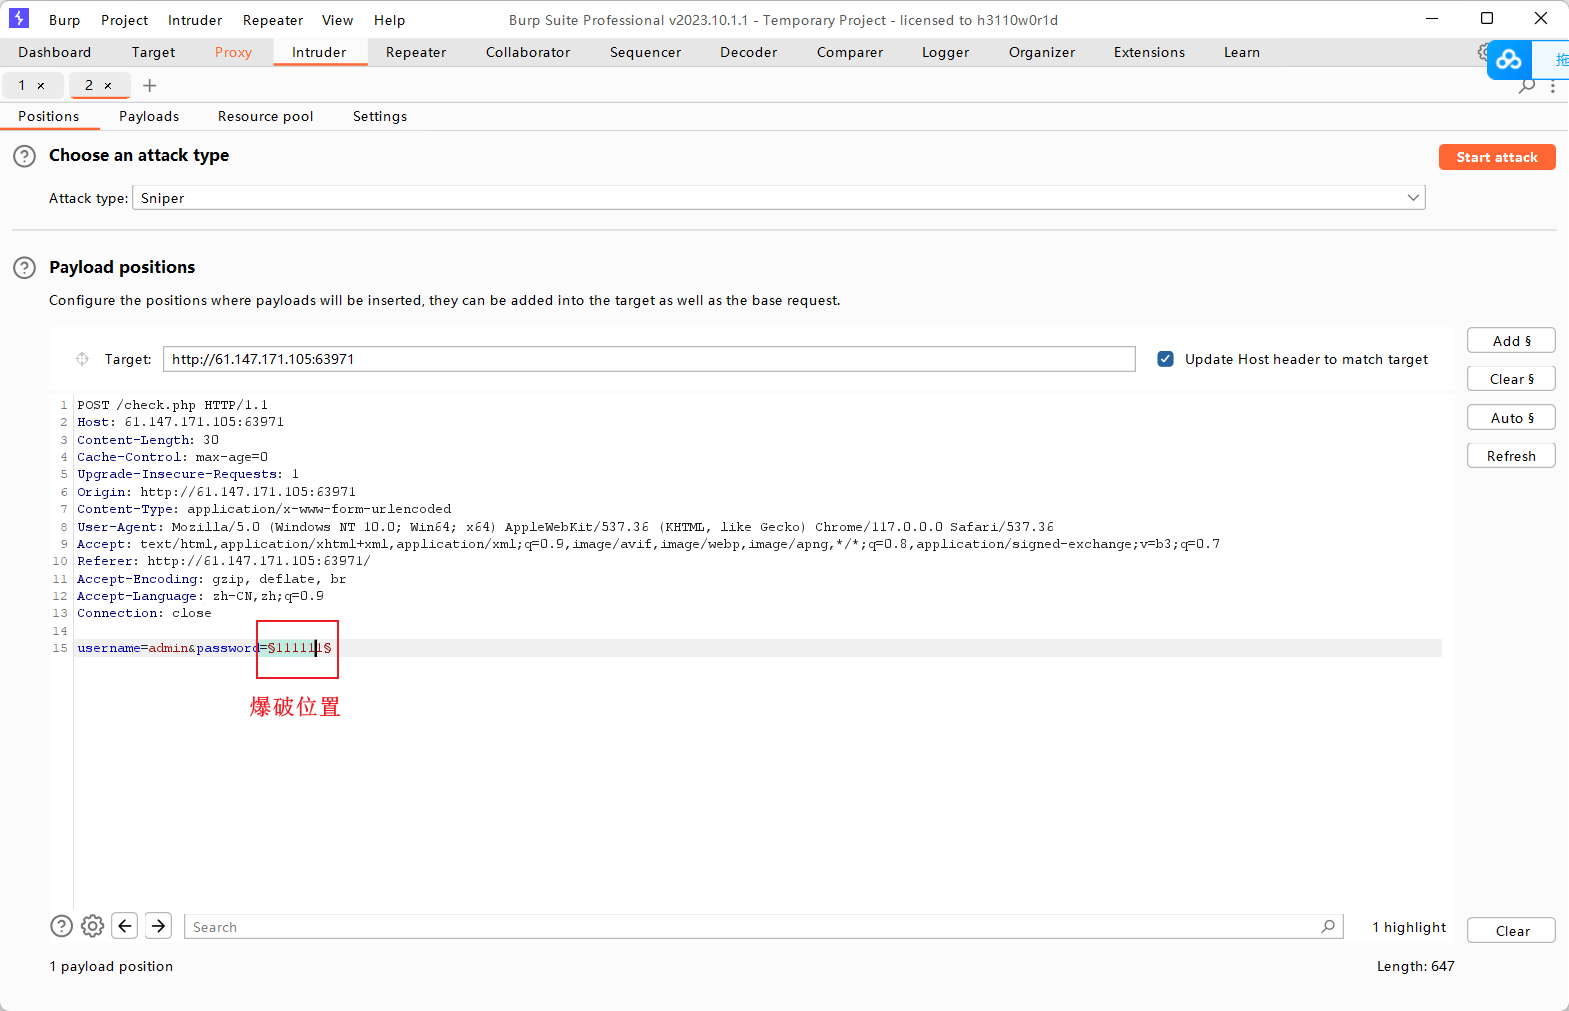 Burp Project Intruder Repeater View Help Burp Suite Professional v2023.10.1.1 - Temporary Project - licensed to h3110w0r1d
Dashboard Target Proxy Intruder Repeater Collaborator Sequencer Decoder Comparer Logger Organizer Extensions Learn
拖
1 × 2 × +
Positions Payloads Resource pool Settings
Choose an attack type
Start attack
Attack type: Sniper
Payload positions
Configure the positions where payloads will be inserted, they can be added into the target as well as the base request.
Target: http://61.147.171.105:63971
Update Host header to match target
Add §
Clear §
Auto §
Refresh
1 POST /check.php HTTP/1.1
2 Host: 61.147.171.105:63971
3 Content-Length: 30
4 Cache-Control: max-age=0
5 Upgrade-Insecure-Requests: 1
6 Origin: http://61.147.171.105:63971
7 Content-Type: application/x-www-form-urlencoded
8 User-Agent: Mozilla/5.0 (Windows NT 10.0; Win64; x64) AppleWebKit/537.36 (KHTML, like Gecko) Chrome/117.0.0.0 Safari/537.36
9 Accept: text/html,application/xhtml+xml,application/xml;q=0.9,image/avif,image/webp,image/apng,*/*;q=0.8,application/signed-exchange;v=b3;q=0.7
10 Referer: http://61.147.171.105:63971/
11 Accept-Encoding: gzip, deflate, br
12 Accept-Language: zh-CN,zh;q=0.9
13 Connection: close
14
15 username=admin&password=§111111§
爆破位置
Search
1 highlight
Clear
1 payload position
Length: 647